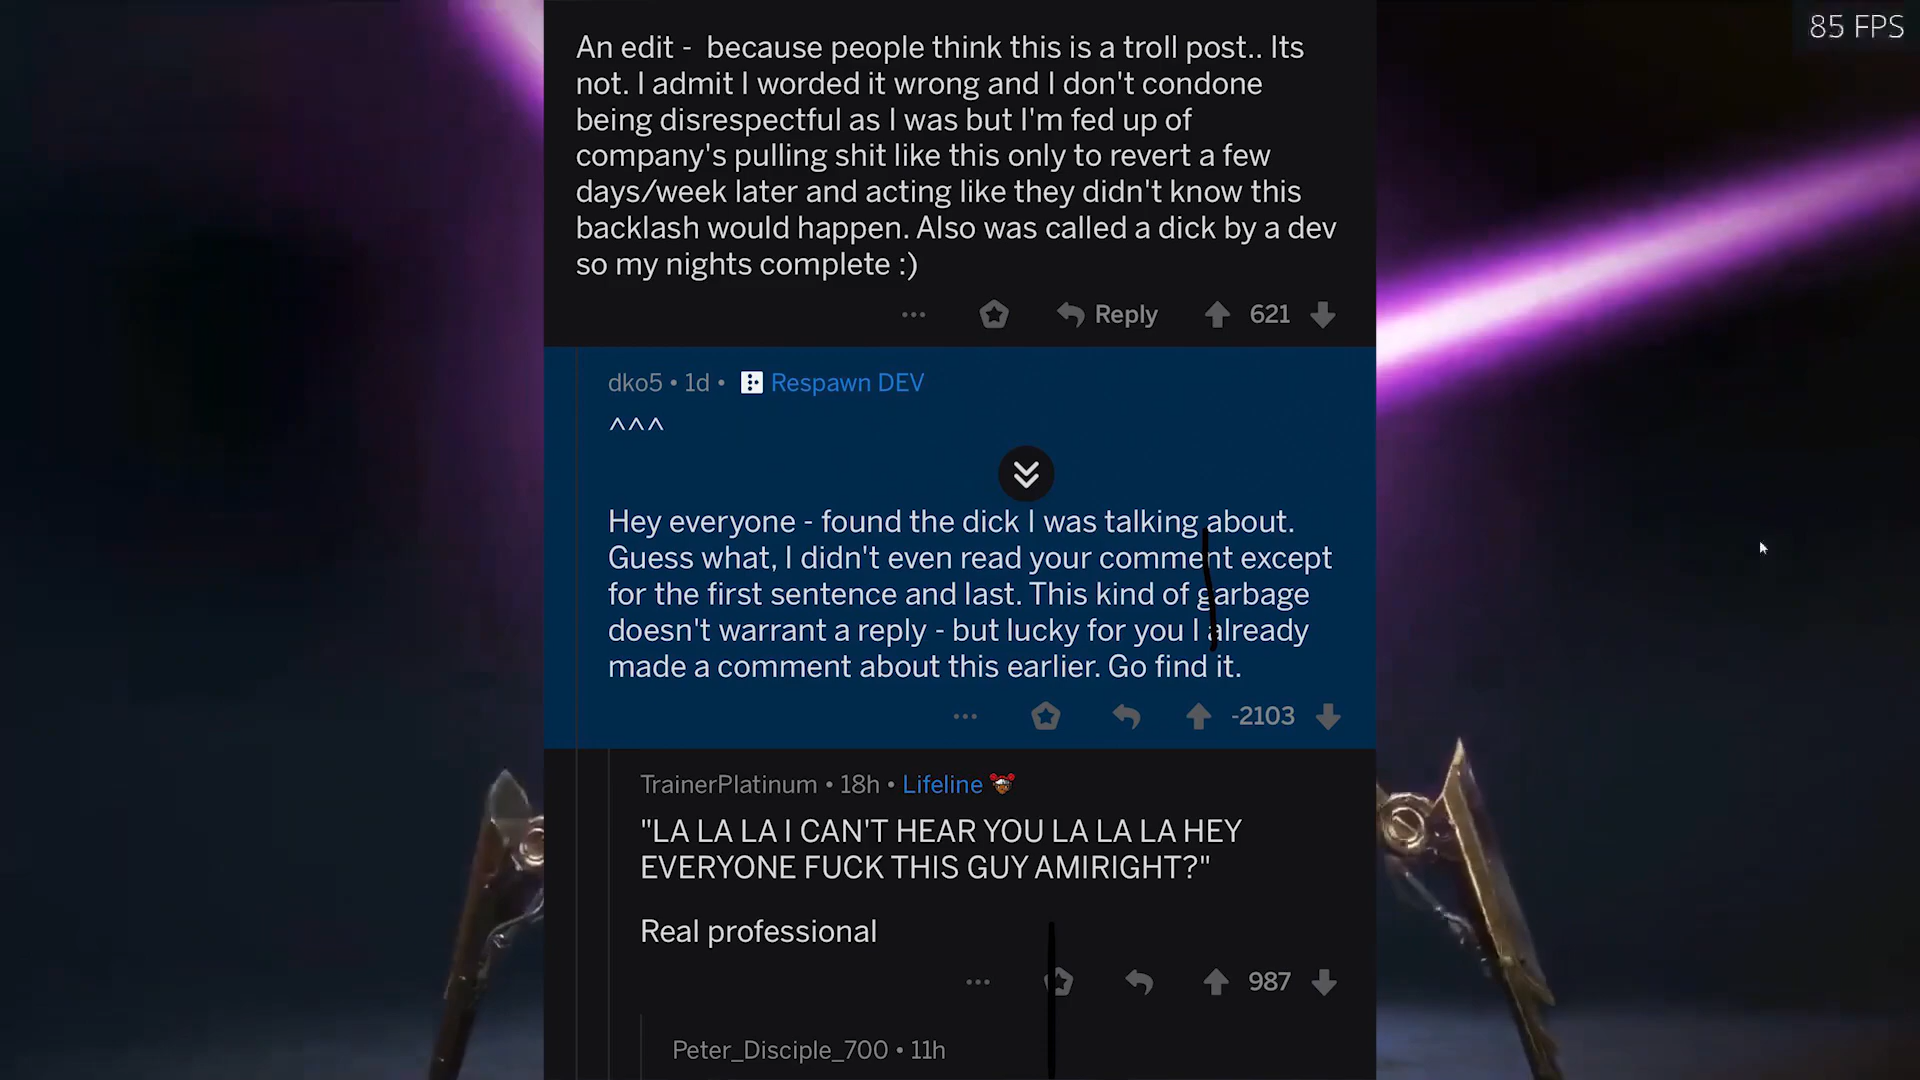 85 FPS
An edit -  because people think this is a troll post.. Its
not. I admit I worded it wrong and I don't condone
being disrespectful as I was but I'm fed up of
company's pulling shit like this only to revert a few
days/week later and acting like they didn't know this
backlash would happen. Also was called a dick by a dev
so my nights complete :)
... Reply 621
dko5 • 1d • Respawn DEV
^^^
Hey everyone - found the dick I was talking about.
Guess what, I didn't even read your comment except
for the first sentence and last. This kind of garbage
doesn't warrant a reply - but lucky for you I already
made a comment about this earlier. Go find it.
... -2103
TrainerPlatinum • 18h • Lifeline
"LA LA LA I CAN'T HEAR YOU LA LA LA HEY
EVERYONE FUCK THIS GUY AMIRIGHT?"
Real professional
... 987
Peter_Disciple_700 • 11h